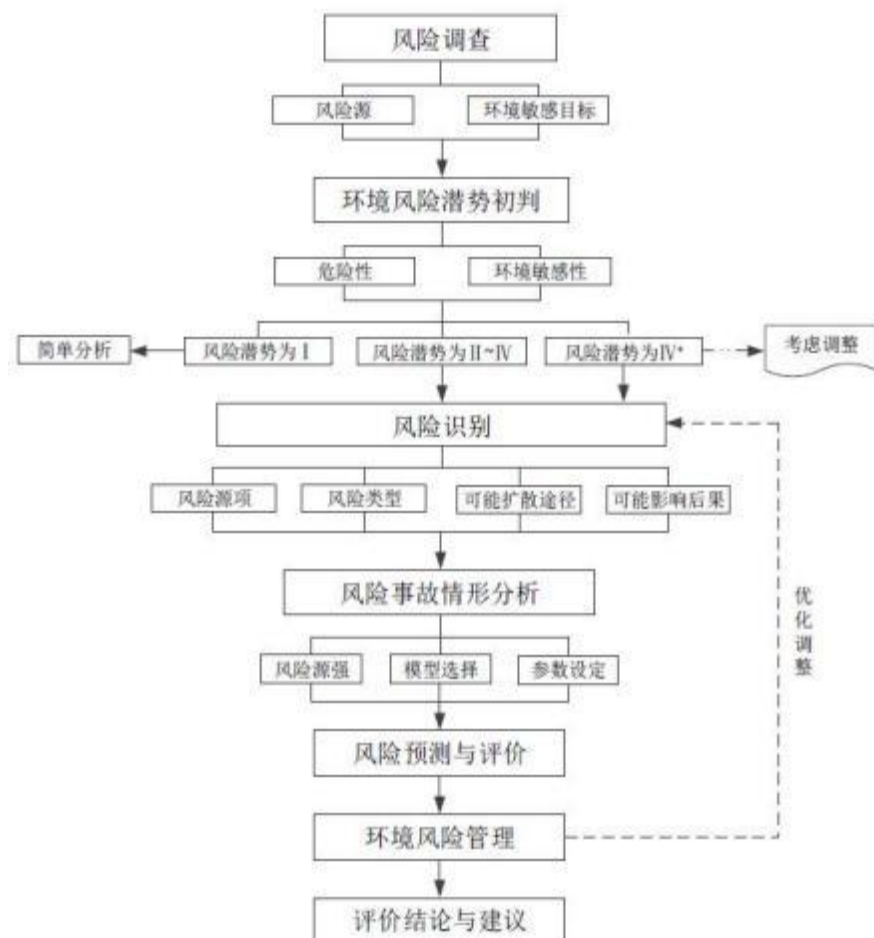 风险调查
风险源
环境敏感目标
环境风险潜势初判
危险性
环境敏感性
简单分析
风险潜势为Ⅰ
风险潜势为Ⅱ~Ⅳ
风险潜势为Ⅳ+
考虑调整
风险识别
风险源项
风险类型
可能扩散途径
可能影响后果
风险事故情形分析
优化调整
风险源强
模型选择
参数设定
风险预测与评价
环境风险管理
评价结论与建议